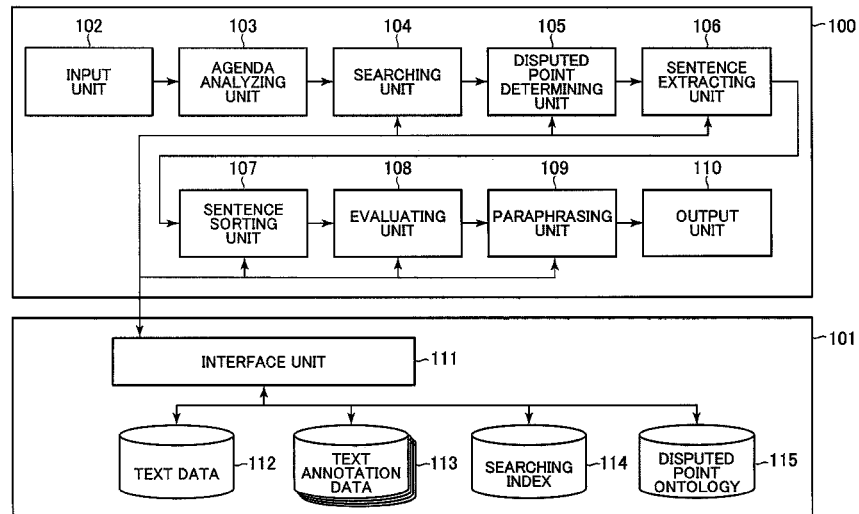 102
103
104
105
106
100
INPUT
UNIT
AGENDA
ANALYZING
UNIT
SEARCHING
UNIT
DISPUTED
POINT
DETERMINING
UNIT
SENTENCE
EXTRACTING
UNIT
107
108
109
110
SENTENCE
SORTING
UNIT
EVALUATING
UNIT
PARAPHRASING
UNIT
OUTPUT
UNIT
101
INTERFACE UNIT
111
TEXT DATA
112
TEXT
ANNOTATION
DATA
113
SEARCHING
INDEX
114
DISPUTED
POINT
ONTOLOGY
115